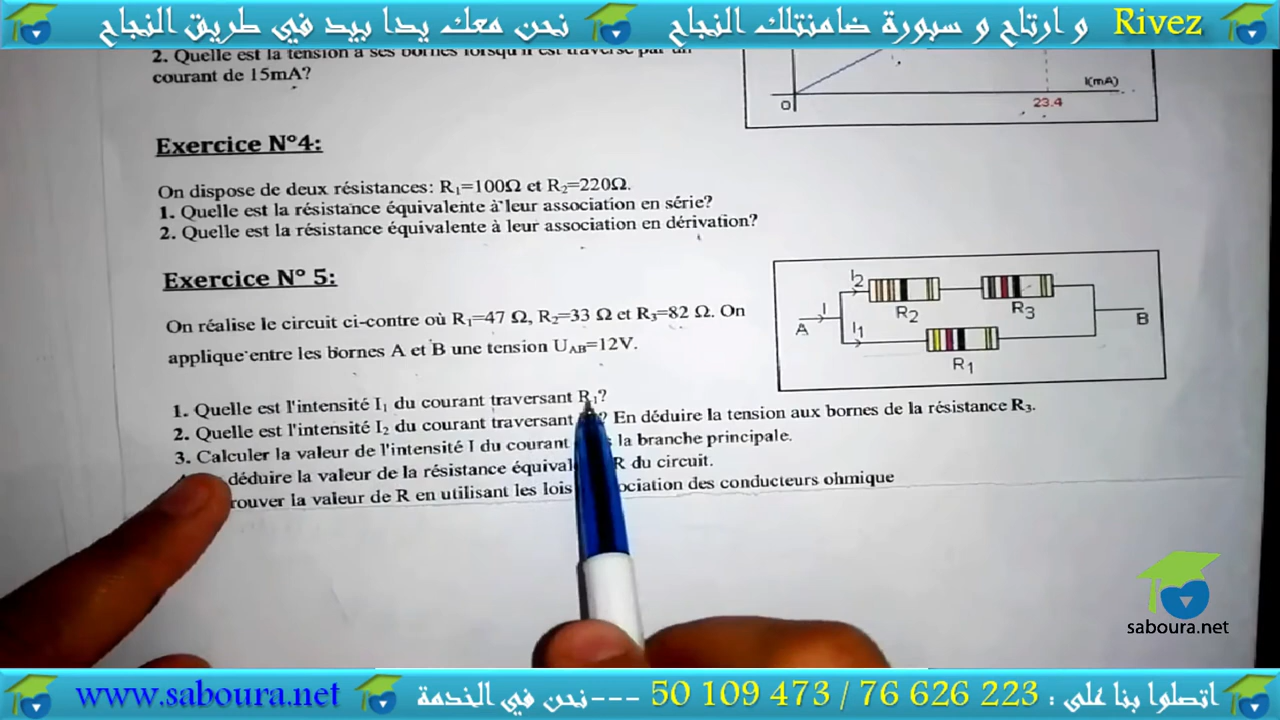 نحن معك يدا بيد في طريق النجاح و ارتاح و سبورة ضامنتلك النجاح Rivez
2. Quelle est la tension à ses bornes lorsqu'il est traversé par un
courant de 15mA?
I(mA)
O
23.4
Exercice N°4:
On dispose de deux résistances: R₁=100Ω et R₂=220Ω.
1. Quelle est la résistance équivalente à leur association en série?
2. Quelle est la résistance équivalente à leur association en dérivation?
Exercice N° 5:
On réalise le circuit ci-contre où R₁=47 Ω, R₂=33 Ω et R₃=82 Ω. On
applique entre les bornes A et B une tension U_AB=12V.
I₂
R₂
R₃
A
I
I₁
B
R₁
1. Quelle est l'intensité I₁ du courant traversant R₁?
2. Quelle est l'intensité I₂ du courant traversant ? En déduire la tension aux bornes de la résistance R₃.
3. Calculer la valeur de l'intensité I du courant la branche principale.
déduire la valeur de la résistance R du circuit.
la valeur de R en utilisant les lois des conducteurs ohmique
saboura.net
www.saboura.net نحن في الخدمة--- 50 109 473 / 76 626 223 : اتصلوا بنا على